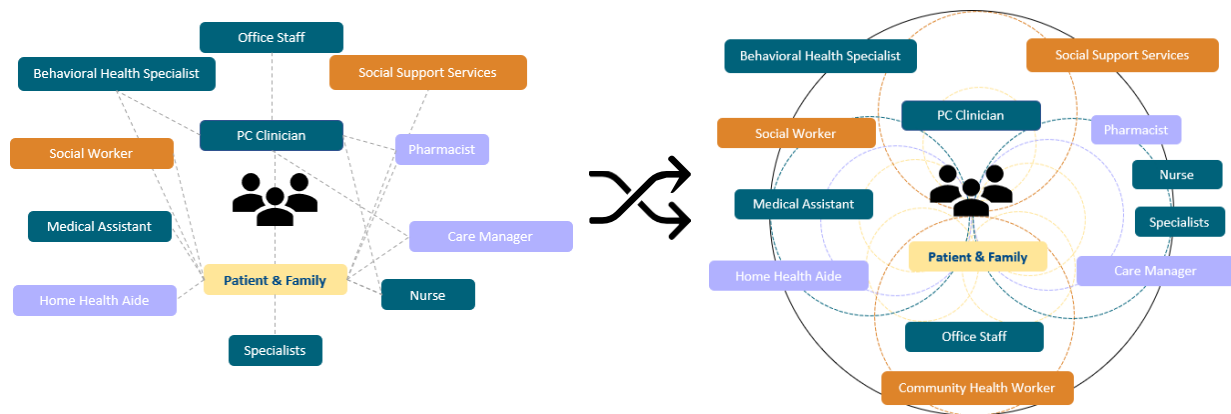 Office Staff
Behavioral Health Specialist
Social Support Services
PC Clinician
Pharmacist
Social Worker
Medical Assistant
Care Manager
Patient & Family
Home Health Aide
Nurse
Specialists
Behavioral Health Specialist
Social Support Services
PC Clinician
Social Worker
Pharmacist
Nurse
Medical Assistant
Specialists
Patient & Family
Home Health Aide
Care Manager
Office Staff
Community Health Worker